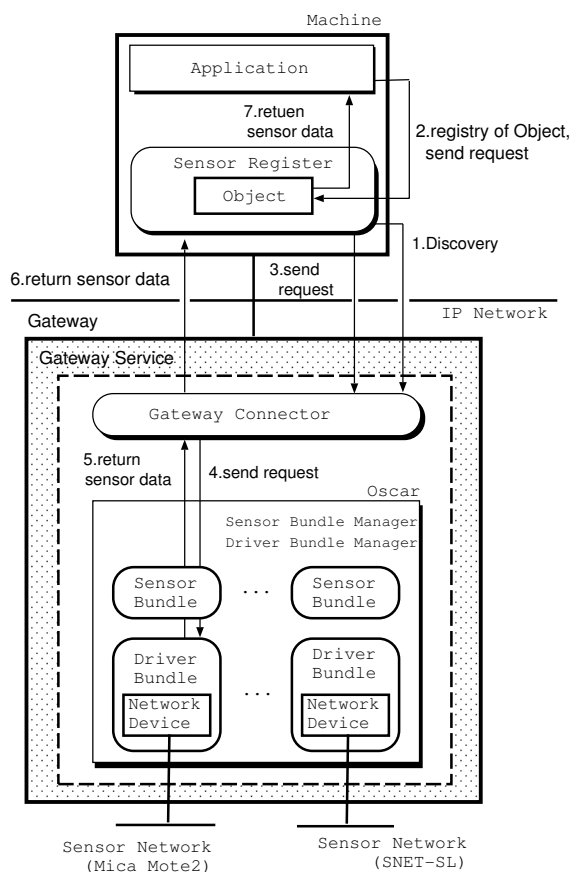 Machine
Application
7.retuen
sensor data
2.registry of Object,
send request
Sensor Register
Object
1.Discovery
6.return sensor data
3.send
request
IP Network
Gateway
Gateway Service
Gateway Connector
5.return
sensor data
4.send request
Oscar
Sensor Bundle Manager
Driver Bundle Manager
Sensor
Bundle
...
Sensor
Bundle
Driver
Bundle
...
Driver
Bundle
Network
Device
Network
Device
Sensor Network
(Mica Mote2)
Sensor Network
(SNET-SL)